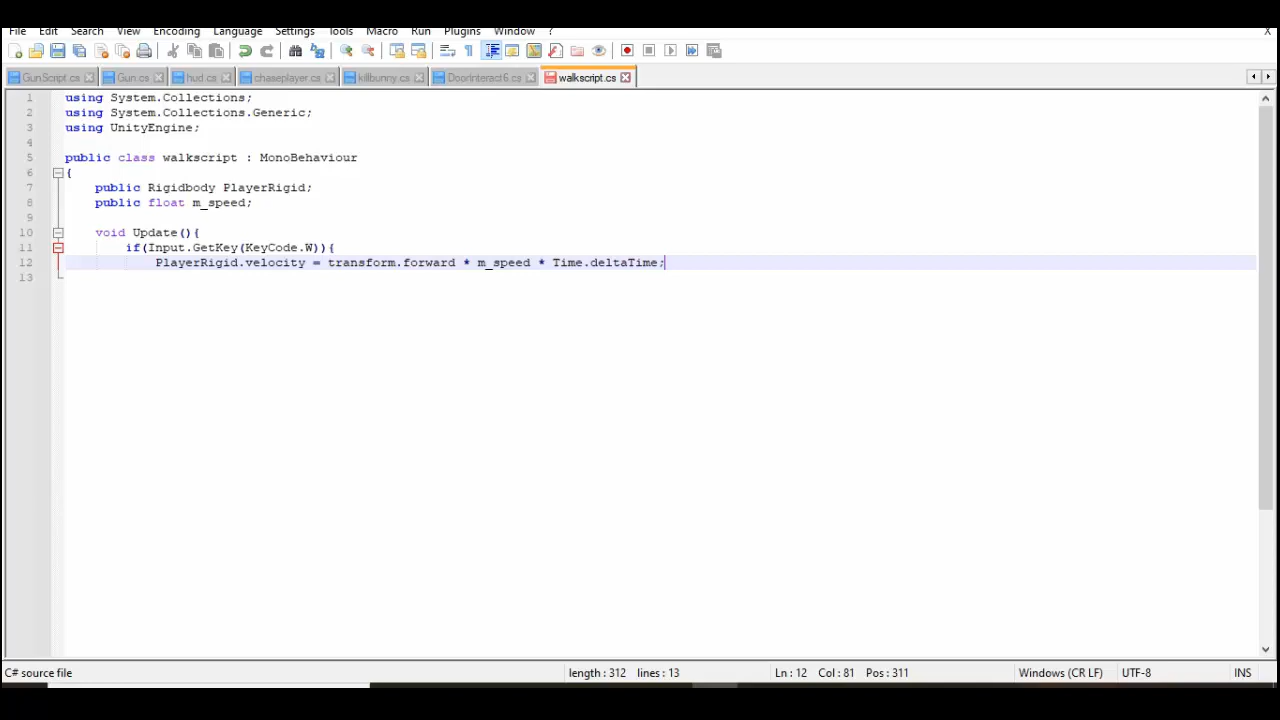 File Edit Search View Encoding Language Settings Tools Macro Run Plugins Window ? X
GunScript.cs Gun.cs hud.cs chaseplayer.cs killbunny.cs DoorInteract6.cs walkscript.cs
1 using System.Collections;
2 using System.Collections.Generic;
3 using UnityEngine;
4
5 public class walkscript : MonoBehaviour
6 {
7 public Rigidbody PlayerRigid;
8 public float m_speed;
9
10 void Update(){
11 if(Input.GetKey(KeyCode.W)){
12 PlayerRigid.velocity = transform.forward * m_speed * Time.deltaTime;
13
C# source file length : 312 lines : 13 Ln : 12 Col : 81 Pos : 311 Windows (CR LF) UTF-8 INS